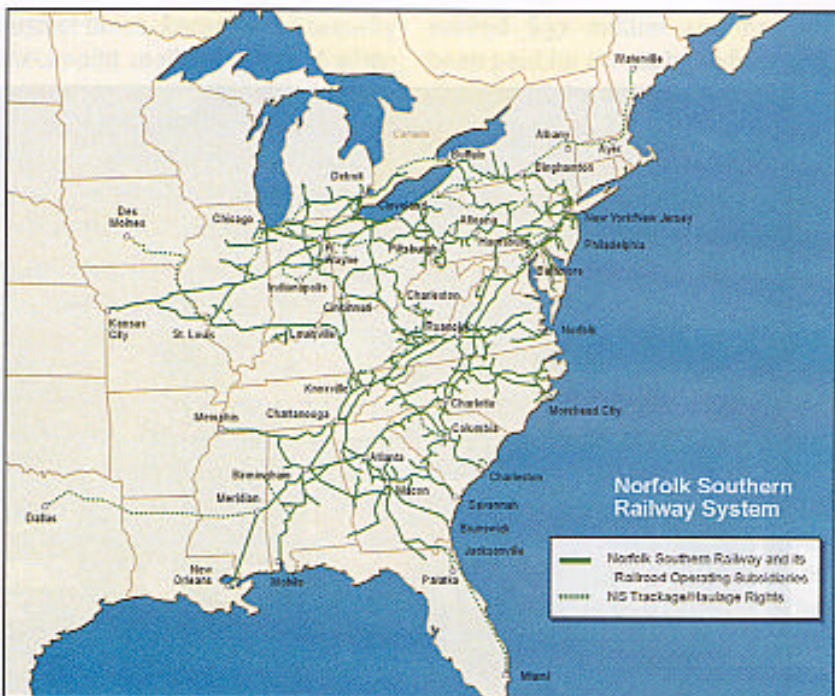 Waterville
Canada
Albany
Ayer
Buffalo
Binghamton
Detroit
Cleveland
Des
Moines
Chicago
Altoona
New York/New Jersey
Pittsburgh
Harrisburg
Philadelphia
Ft.
Wayne
Baltimore
Indianapolis
Charleston
Cincinnati
Kansas
City
St. Louis
Louisville
Roanoke
Norfolk
Knoxville
Charlotte
Memphis
Chattanooga
Morehead City
Columbia
Atlanta
Birmingham
Charleston
Meridian
Macon
Savannah
Dallas
Brunswick
Jacksonville
New
Orleans
Mobile
Palatka
Miami
Norfolk Southern
Railway System
Norfolk Southern Railway and its
Railroad Operating Subsidiaries
NS Trackage/Haulage Rights